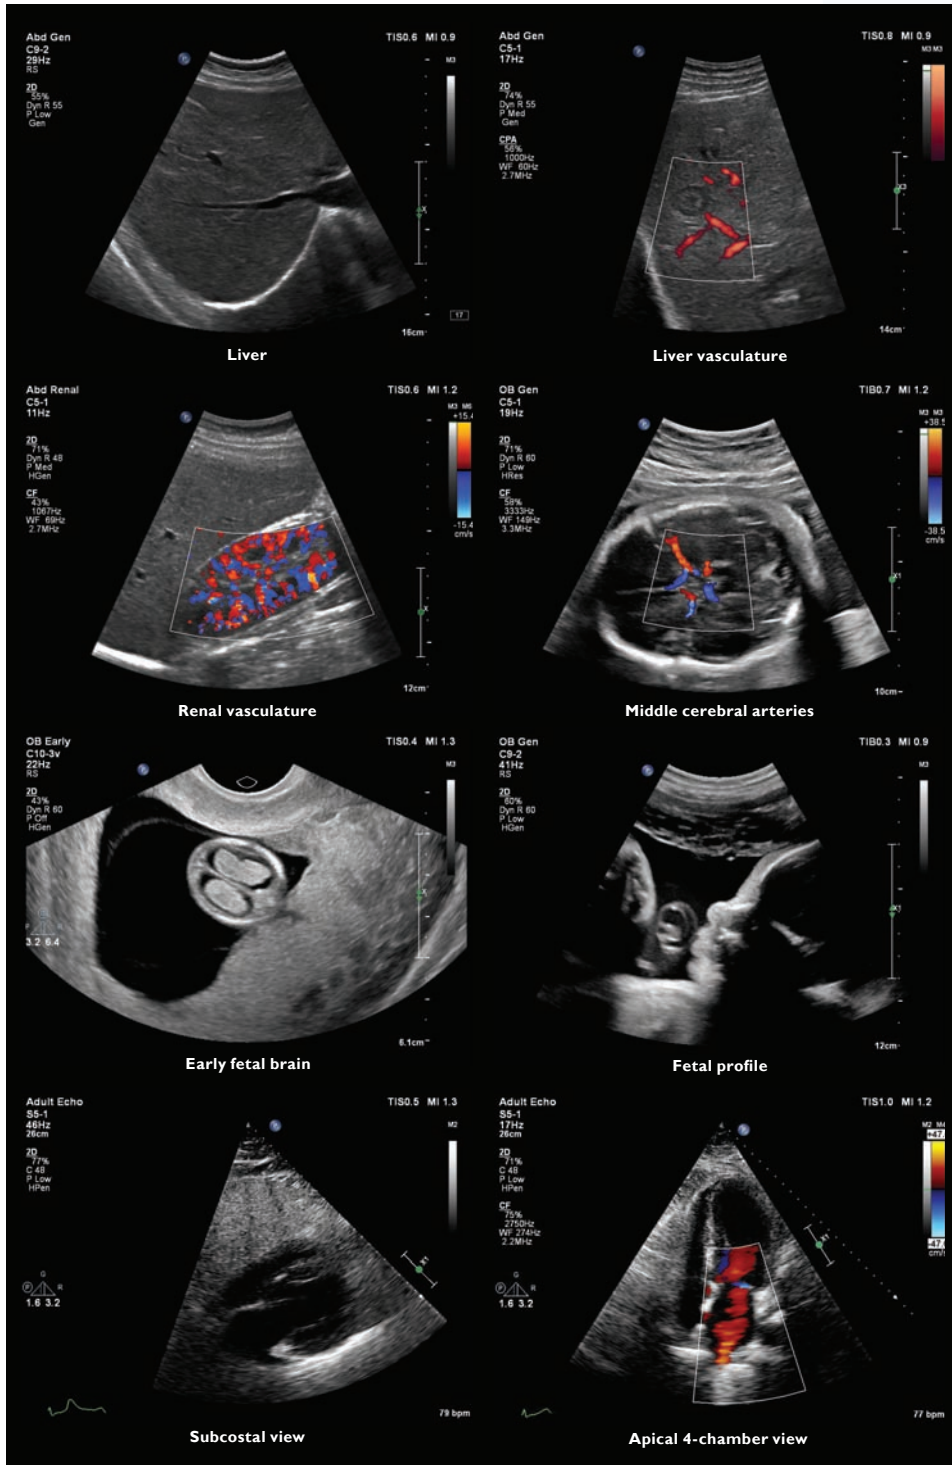 Abd Gen
C9-2
29Hz
RS
2D
55%
Dyn R 55
P Low
Gen
TIS0.6 MI 0.9
M3
X
17
16cm
Liver
Abd Gen
C5-1
17Hz
2D
74%
Dyn R 55
P Med
Gen
CPA
56%
1000Hz
WF 60Hz
2.7MHz
TIS0.8 MI 0.9
M3 M3
X3
14cm
Liver vasculature
Abd Renal
C5-1
11Hz
2D
71%
Dyn R 48
P Med
HGen
CF
43%
1067Hz
WF 69Hz
2.7MHz
TIS0.6 MI 1.2
M3 M6
+15.4
-15.4
cm/s
X
12cm
Renal vasculature
OB Gen
C5-1
19Hz
2D
71%
Dyn R 60
P Low
HRes
CF
58%
3333Hz
WF 149Hz
3.3MHz
TIB0.7 MI 1.2
M3 M3
+38.5
-38.5
cm/s
X1
10cm
Middle cerebral arteries
OB Early
C10-3v
22Hz
RS
2D
43%
Dyn R 60
P Off
HGen
3.2 6.4
TIS0.4 MI 1.3
M3
6.1cm
Early fetal brain
OB Gen
C9-2
41Hz
RS
2D
60%
Dyn R 60
P Low
HGen
TIB0.3 MI 0.9
M3
X1
12cm
Fetal profile
Adult Echo
S5-1
46Hz
26cm
2D
77%
C 48
P Low
HPen
G
P R
1.6 3.2
TIS0.5 MI 1.3
M2
X1
79 bpm
Subcostal view
Adult Echo
S5-1
17Hz
26cm
2D
71%
C 48
P Low
HPen
CF
75%
2750Hz
WF 274Hz
2.2MHz
G
P R
1.6 3.2
TIS1.0 MI 1.2
M2 M4
cm/s
X1
77 bpm
Apical 4-chamber view